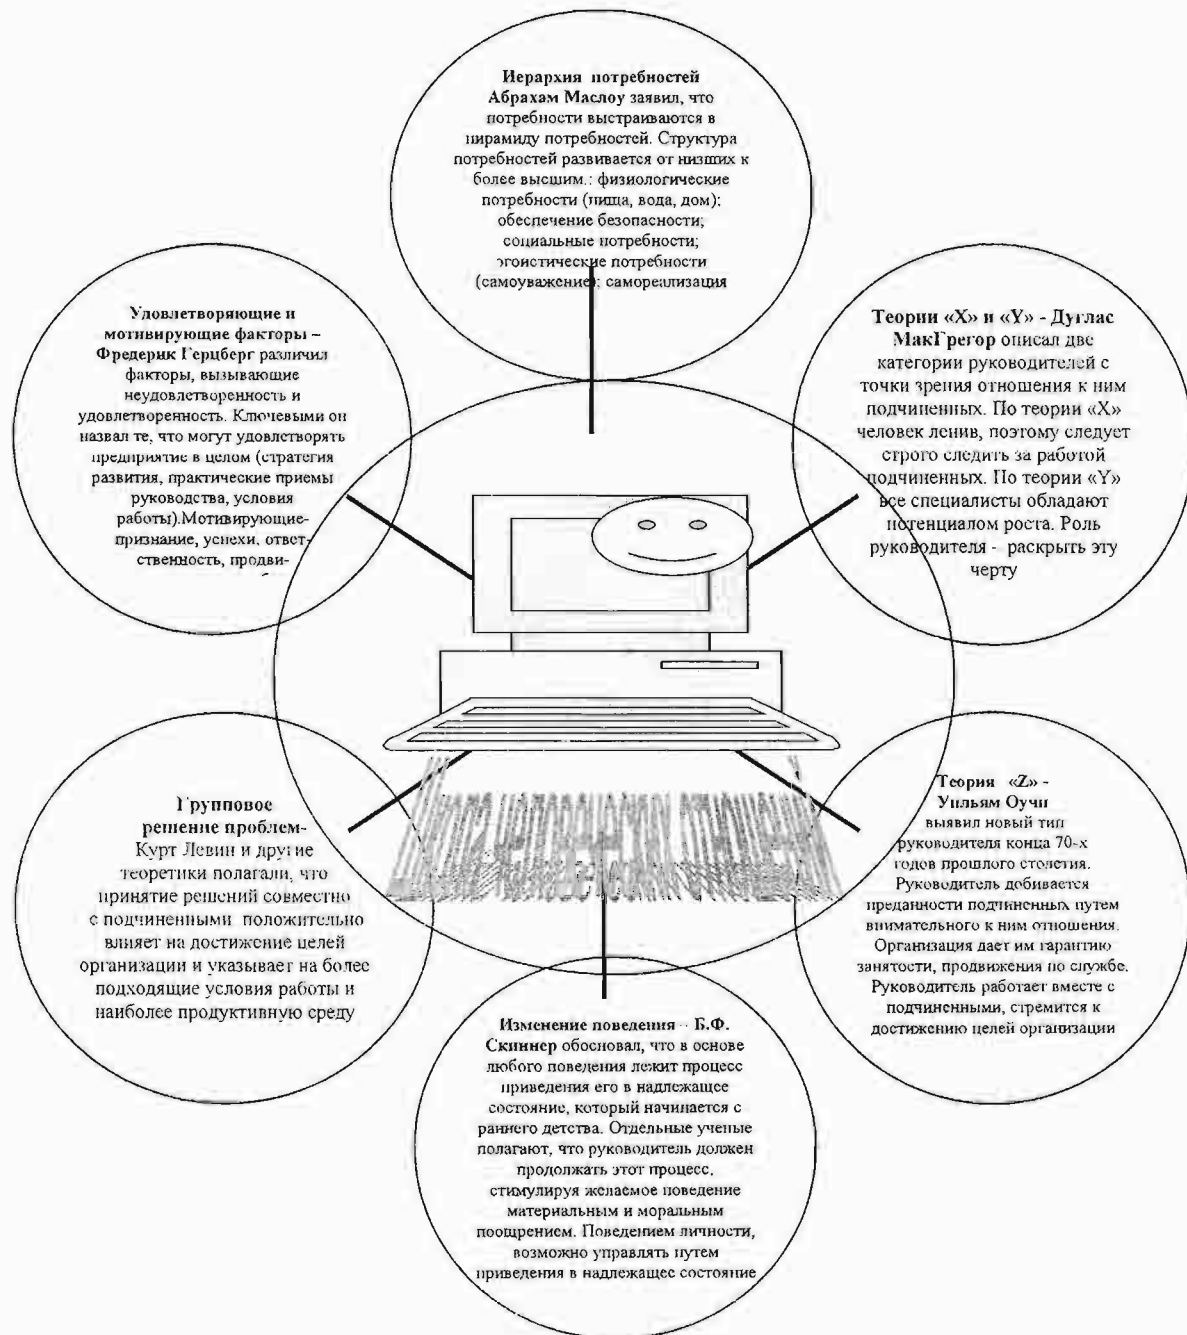 Иерархия потребностей
Абрахам Маслоу заявил, что
потребности выстраиваются в
пирамиду потребностей. Структура
потребностей развивается от низших к
более высшим.: физиологические
потребности (пища, вода, дом);
обеспечение безопасности;
социальные потребности;
эгоистические потребности
(самоуважение); самореализация
Удовлетворяющие и
мотивирующие факторы –
Фредерик Герцберг различил
факторы, вызывающие
неудовлетворенность и
удовлетворенность. Ключевыми он
назвал те, что могут удовлетворять
предприятие в целом (стратегия
развития, практические приемы
руководства, условия
работы).Мотивирующие-
признание, успехи, ответ-
ственность, продви-
Теории «X» и «Y» - Дуглас
МакГрегор описал две
категории руководителей с
точки зрения отношения к ним
подчиненных. По теории «X»
человек ленив, поэтому следует
строго следить за работой
подчиненных. По теории «Y»
все специалисты обладают
потенциалом роста. Роль
руководителя - раскрыть эту
черту
Групповое
решение проблем-
Курт Левин и другие
теоретики полагали, что
принятие решений совместно
с подчиненными положительно
влияет на достижение целей
организации и указывает на более
подходящие условия работы и
наиболее продуктивную среду
Теория «Z» -
Уильям Оучи
выявил новый тип
руководителя конца 70-х
годов прошлого столетия.
Руководитель добивается
преданности подчиненных путем
внимательного к ним отношения.
Организация дает им гарантию
занятости, продвижения по службе.
Руководитель работает вместе с
подчиненными, стремится к
достижению целей организации
Изменение поведения - Б.Ф.
Скиннер обосновал, что в основе
любого поведения лежит процесс
приведения его в надлежащее
состояние, который начинается с
раннего детства. Отдельные ученые
полагают, что руководитель должен
продолжать этот процесс,
стимулируя желаемое поведение
материальным и моральным
поощрением. Поведением личности,
возможно управлять путем
приведения в надлежащее состояние